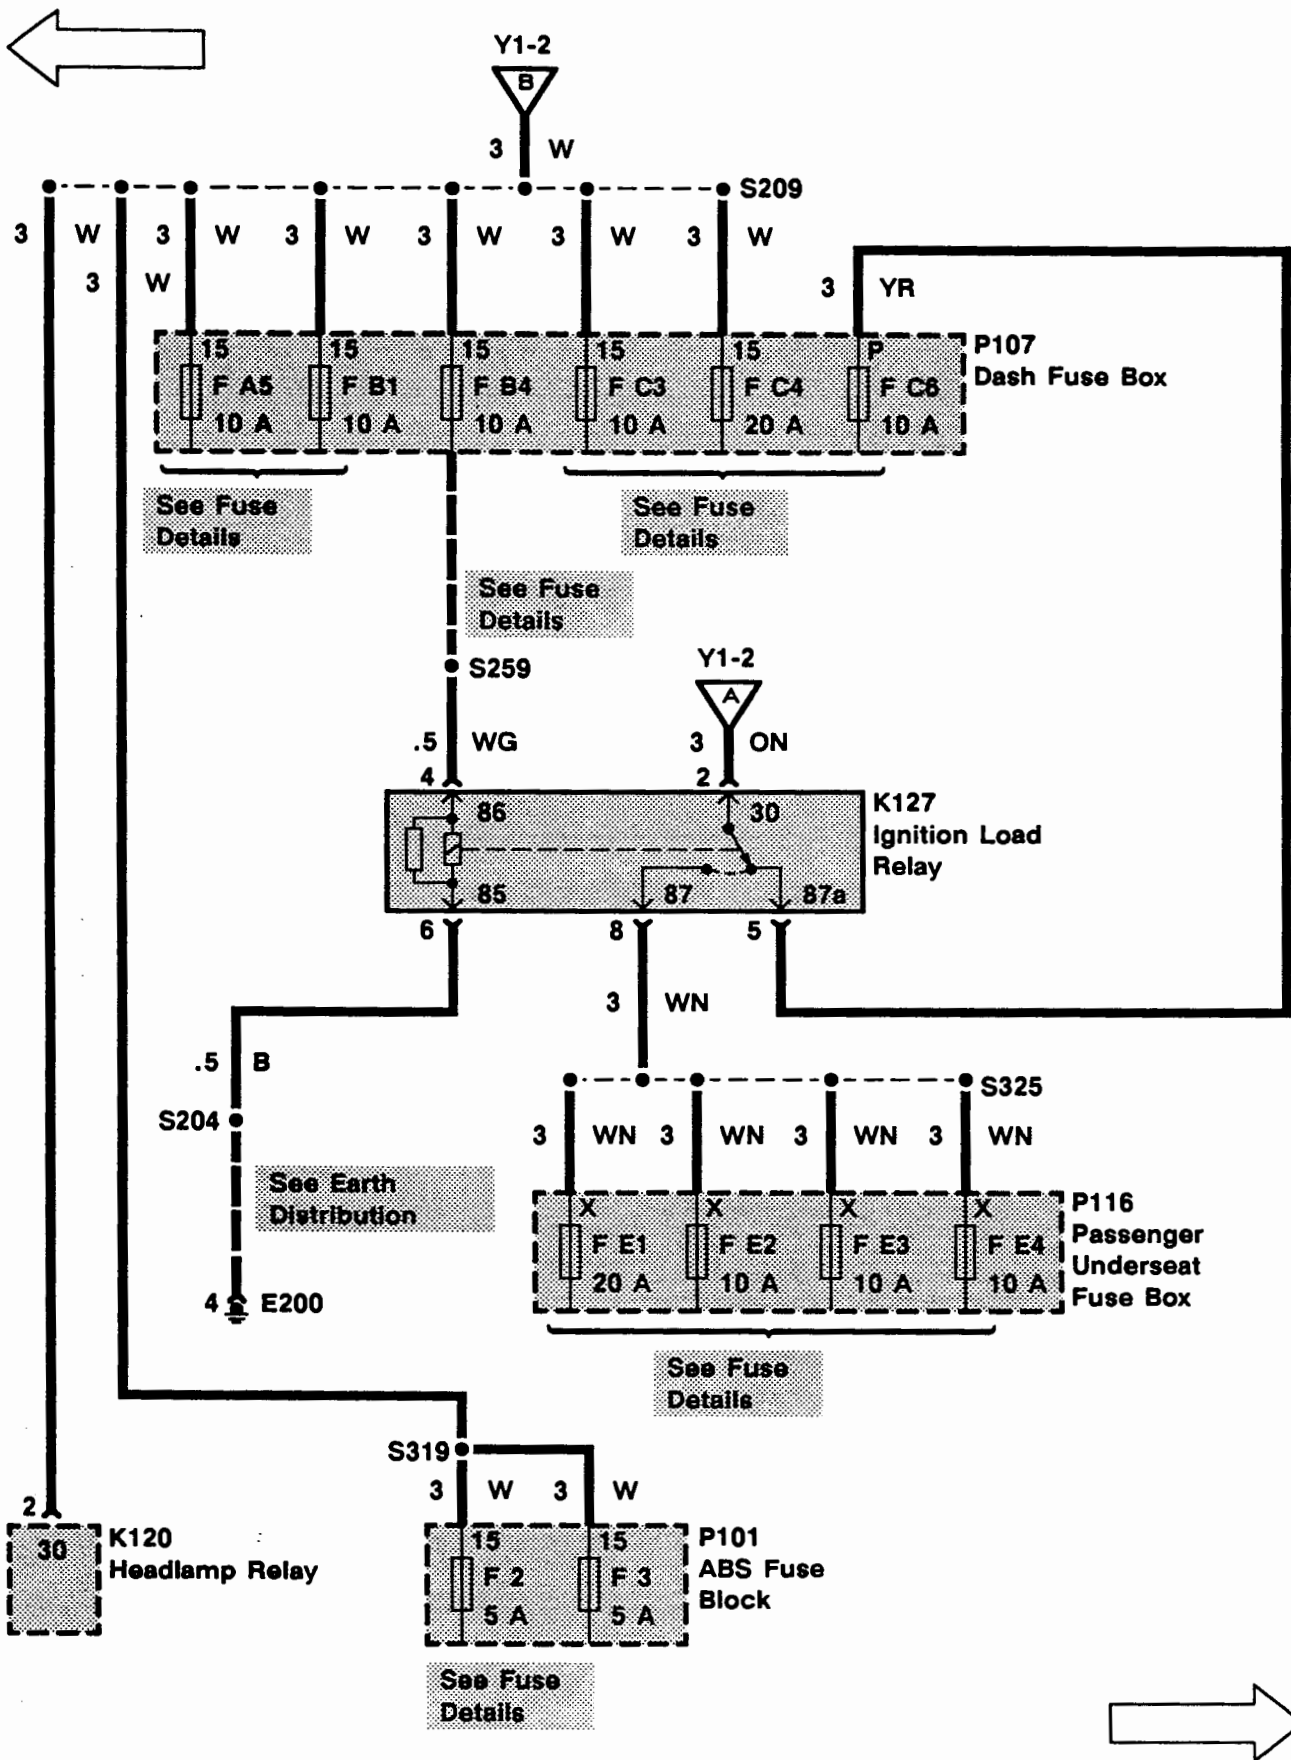 Y1-2
B
3 W
S209
3 W 3 W 3 W 3 W 3 W 3 W
3 W
3 YR
15 15 15 15 15 P
F A5 F B1 F B4 F C3 F C4 F C6
10 A 10 A 10 A 10 A 20 A 10 A
P107
Dash Fuse Box
See Fuse
Details
See Fuse
Details
See Fuse
Details
S259
Y1-2
A
.5 WG
3 ON
4 2
86 30
85 87 87a
K127
Ignition Load
Relay
6 8 5
3 WN
.5 B
S204
S325
3 WN 3 WN 3 WN 3 WN
See Earth
Distribution
X X X X
F E1 F E2 F E3 F E4
20 A 10 A 10 A 10 A
P116
Passenger
Underseat
Fuse Box
4 E200
See Fuse
Details
S319
3 W 3 W
2
30
K120
Headlamp Relay
15 15
F 2 F 3
5 A 5 A
P101
ABS Fuse
Block
See Fuse
Details